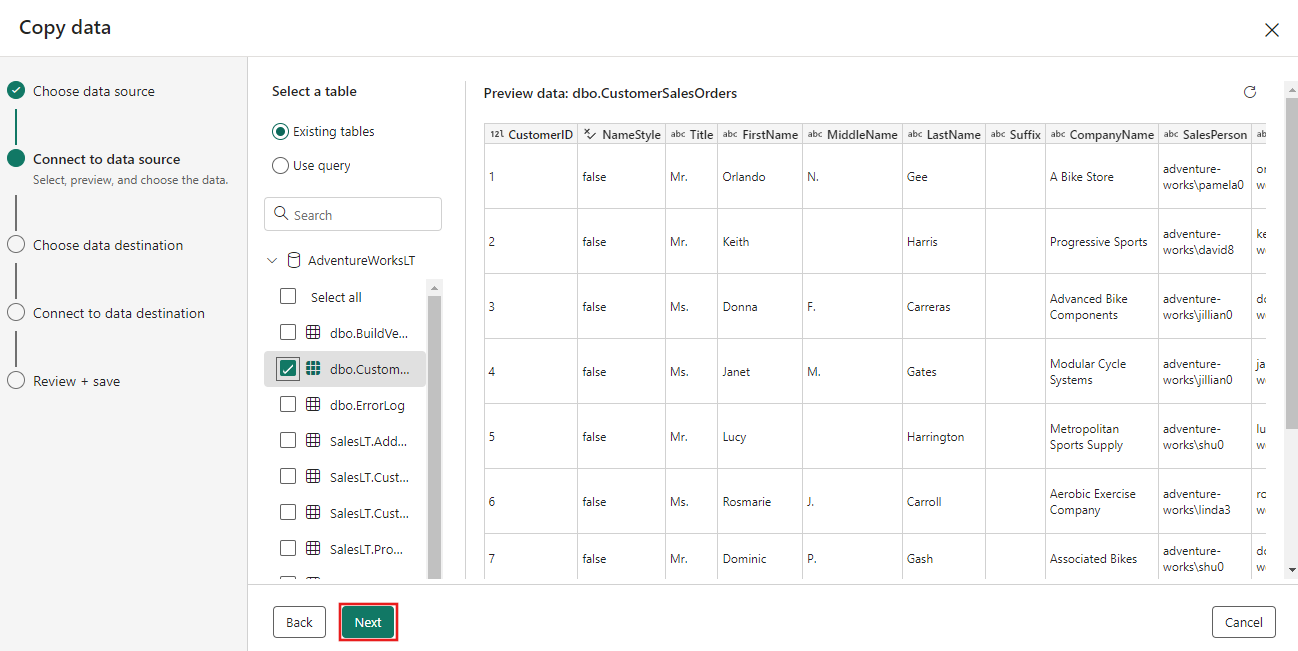 Copy data
Choose data source
Connect to data source
Select, preview, and choose the data.
Choose data destination
Connect to data destination
Review + save
Select a table
Existing tables
Use query
Search
AdventureWorksLT
Select all
dbo.BuildVe...
dbo.Custom...
dbo.ErrorLog
SalesLT.Add...
SalesLT.Cust...
SalesLT.Cust...
SalesLT.Pro...
Preview data: dbo.CustomerSalesOrders
12l CustomerID abc NameStyle abc Title abc FirstName abc MiddleName abc LastName abc Suffix abc CompanyName abc SalesPerson ab
1 false Mr. Orlando N. Gee A Bike Store adventure-works\pamela0 or w
2 false Mr. Keith Harris Progressive Sports adventure-works\david8 ke w
3 false Ms. Donna F. Carreras Advanced Bike Components adventure-works\jillian0 do w
4 false Ms. Janet M. Gates Modular Cycle Systems adventure-works\jillian0 ja w
5 false Mr. Lucy Harrington Metropolitan Sports Supply adventure-works\shu0 lu w
6 false Ms. Rosmarie J. Carroll Aerobic Exercise Company adventure-works\linda3 ro w
7 false Mr. Dominic P. Gash Associated Bikes adventure-works\shu0 do w
Back
Next
Cancel